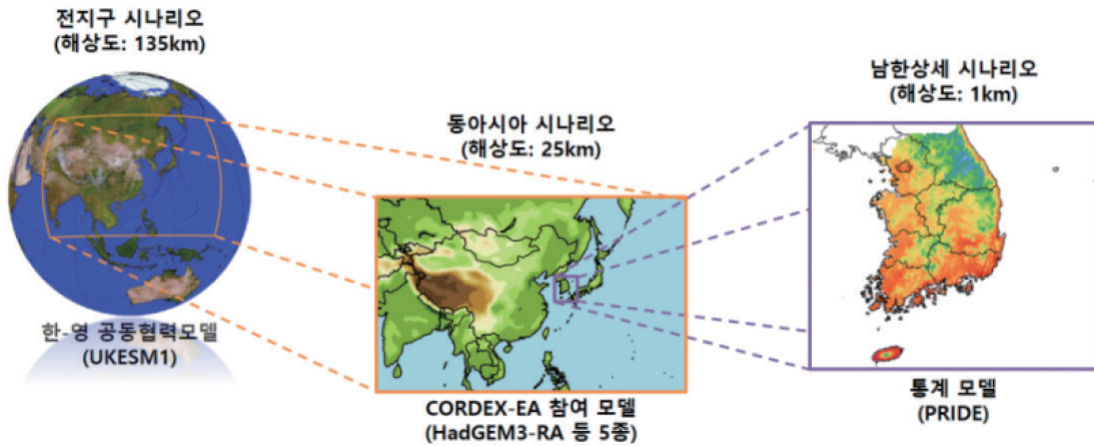 전지구 시나리오
(해상도: 135km)
한-영 공동협력모델
(UKESM1)
동아시아 시나리오
(해상도: 25km)
CORDEX-EA 참여 모델
(HadGEM3-RA 등 5종)
남한상세 시나리오
(해상도: 1km)
통계 모델
(PRIDE)